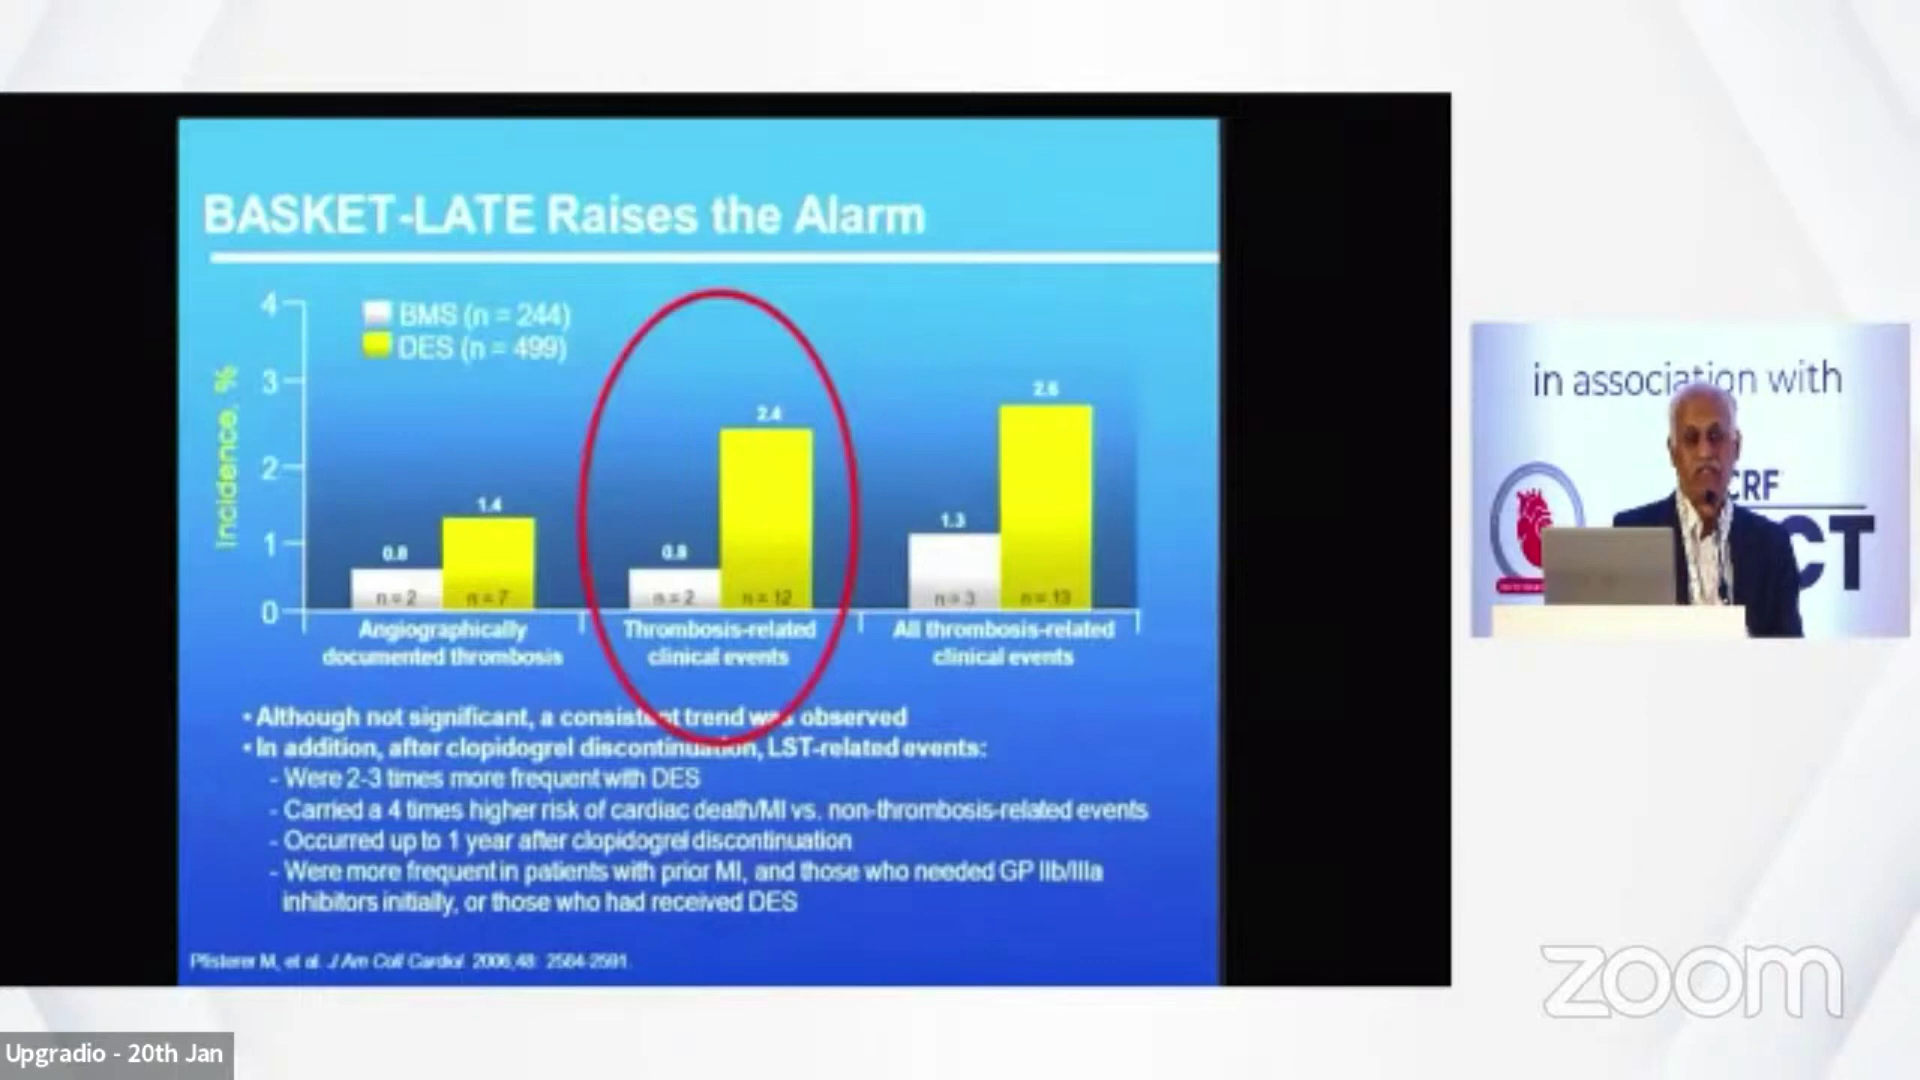 BASKET-LATE Raises the Alarm
4
3
2
1
0
Incidence, %
BMS (n = 244)
DES (n = 499)
0.8
1.4
0.8
2.4
1.3
2.6
n = 2
n = 7
n = 2
n = 12
n = 3
n = 13
Angiographically
documented thrombosis
Thrombosis-related
clinical events
All thrombosis-related
clinical events
• Although not significant, a consistent trend was observed
• In addition, after clopidogrel discontinuation, LST-related events:
- Were 2-3 times more frequent with DES
- Carried a 4 times higher risk of cardiac death/MI vs. non-thrombosis-related events
- Occurred up to 1 year after clopidogrel discontinuation
- Were more frequent in patients with prior MI, and those who needed GP IIb/IIIa
inhibitors initially, or those who had received DES
Pfisterer M, et al. J Am Coll Cardiol. 2006;48: 2584-2591.
in association with
CRF
CT
zoom
Upgradio - 20th Jan